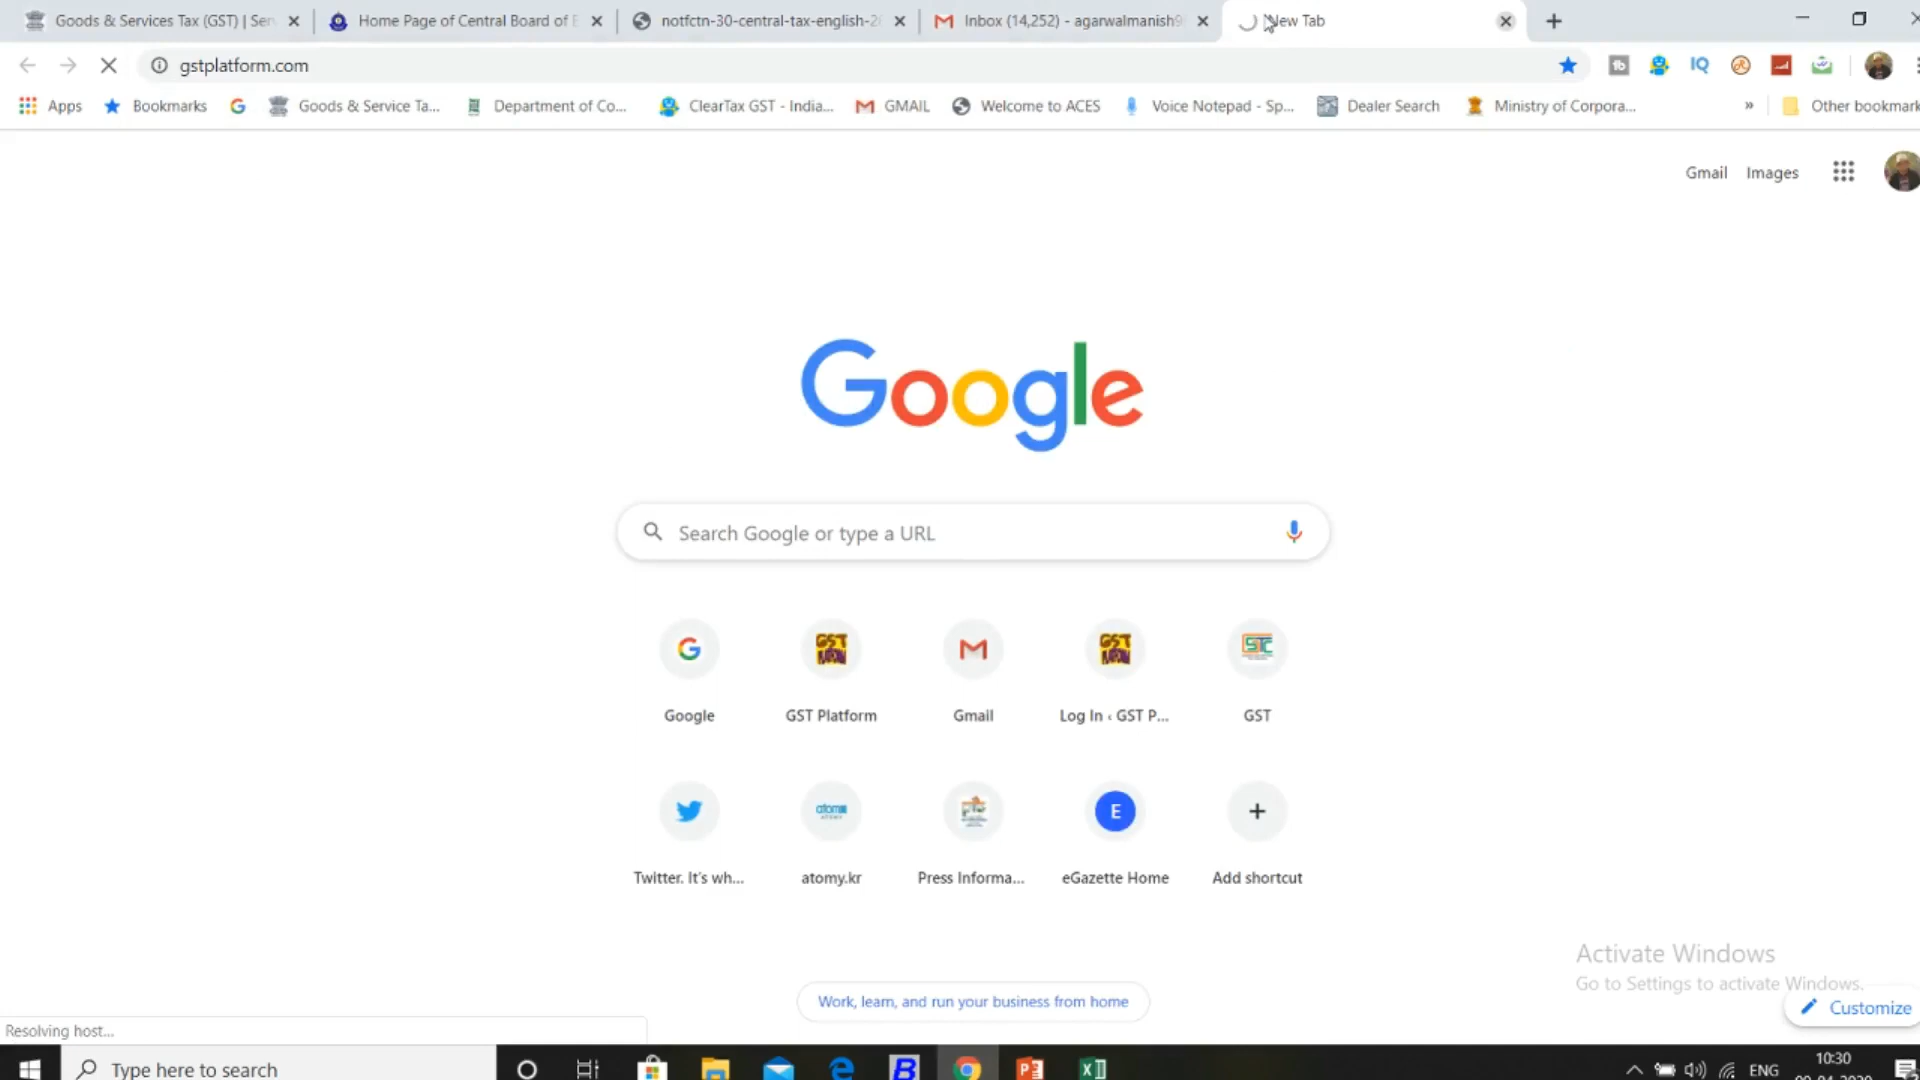 Goods & Services Tax (GST) | Ser
Home Page of Central Board of E
notfctn-30-central-tax-english-2
Inbox (14,252) - agarwalmanish9
New Tab
gstplatform.com
Apps
Bookmarks
Goods & Service Ta...
Department of Co...
ClearTax GST - India...
GMAIL
Welcome to ACES
Voice Notepad - Sp...
Dealer Search
Ministry of Corpora...
»
Other bookmark
Gmail
Images
Google
Search Google or type a URL
Google
GST Platform
Gmail
Log In ‹ GST P...
GST
Twitter. It's wh...
atomy.kr
Press Informa...
eGazette Home
Add shortcut
Activate Windows
Go to Settings to activate Windows.
Work, learn, and run your business from home
Customize
Resolving host...
Type here to search
ENG
10:30